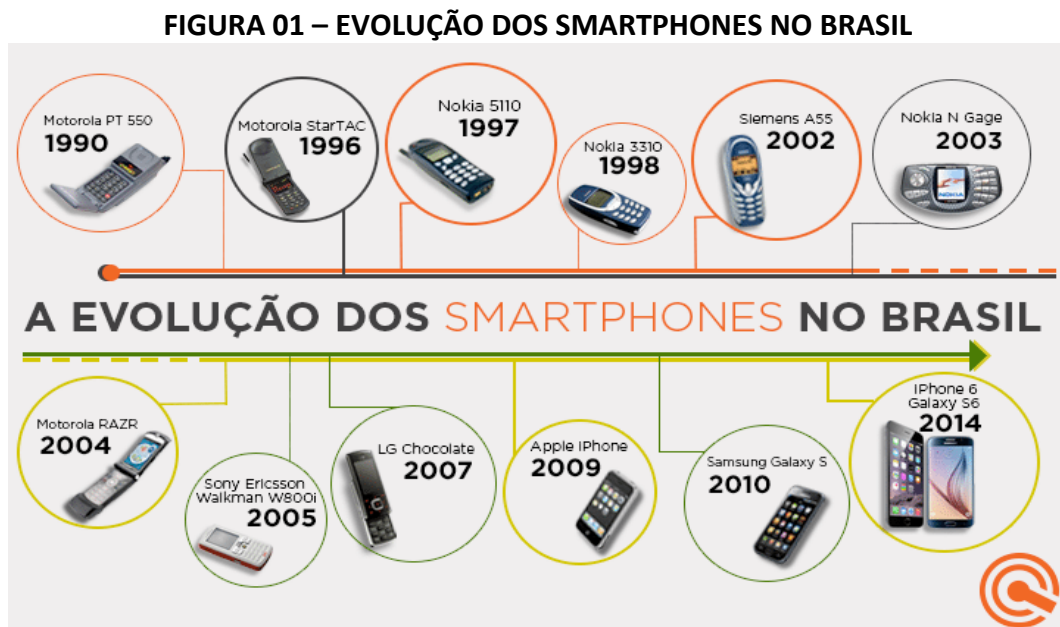 FIGURA 01 – EVOLUÇÃO DOS SMARTPHONES NO BRASIL
Motorola PT 550
1990
Motorola StarTAC
1996
Nokia 5110
1997
Nokia 3310
1998
Siemens A55
2002
Nokia N Gage
2003
NOKIA
A EVOLUÇÃO DOS SMARTPHONES NO BRASIL
Motorola RAZR
2004
Sony Ericsson
Walkman W800i
2005
LG Chocolate
2007
Apple iPhone
2009
Samsung Galaxy S
2010
iPhone 6
Galaxy S6
2014